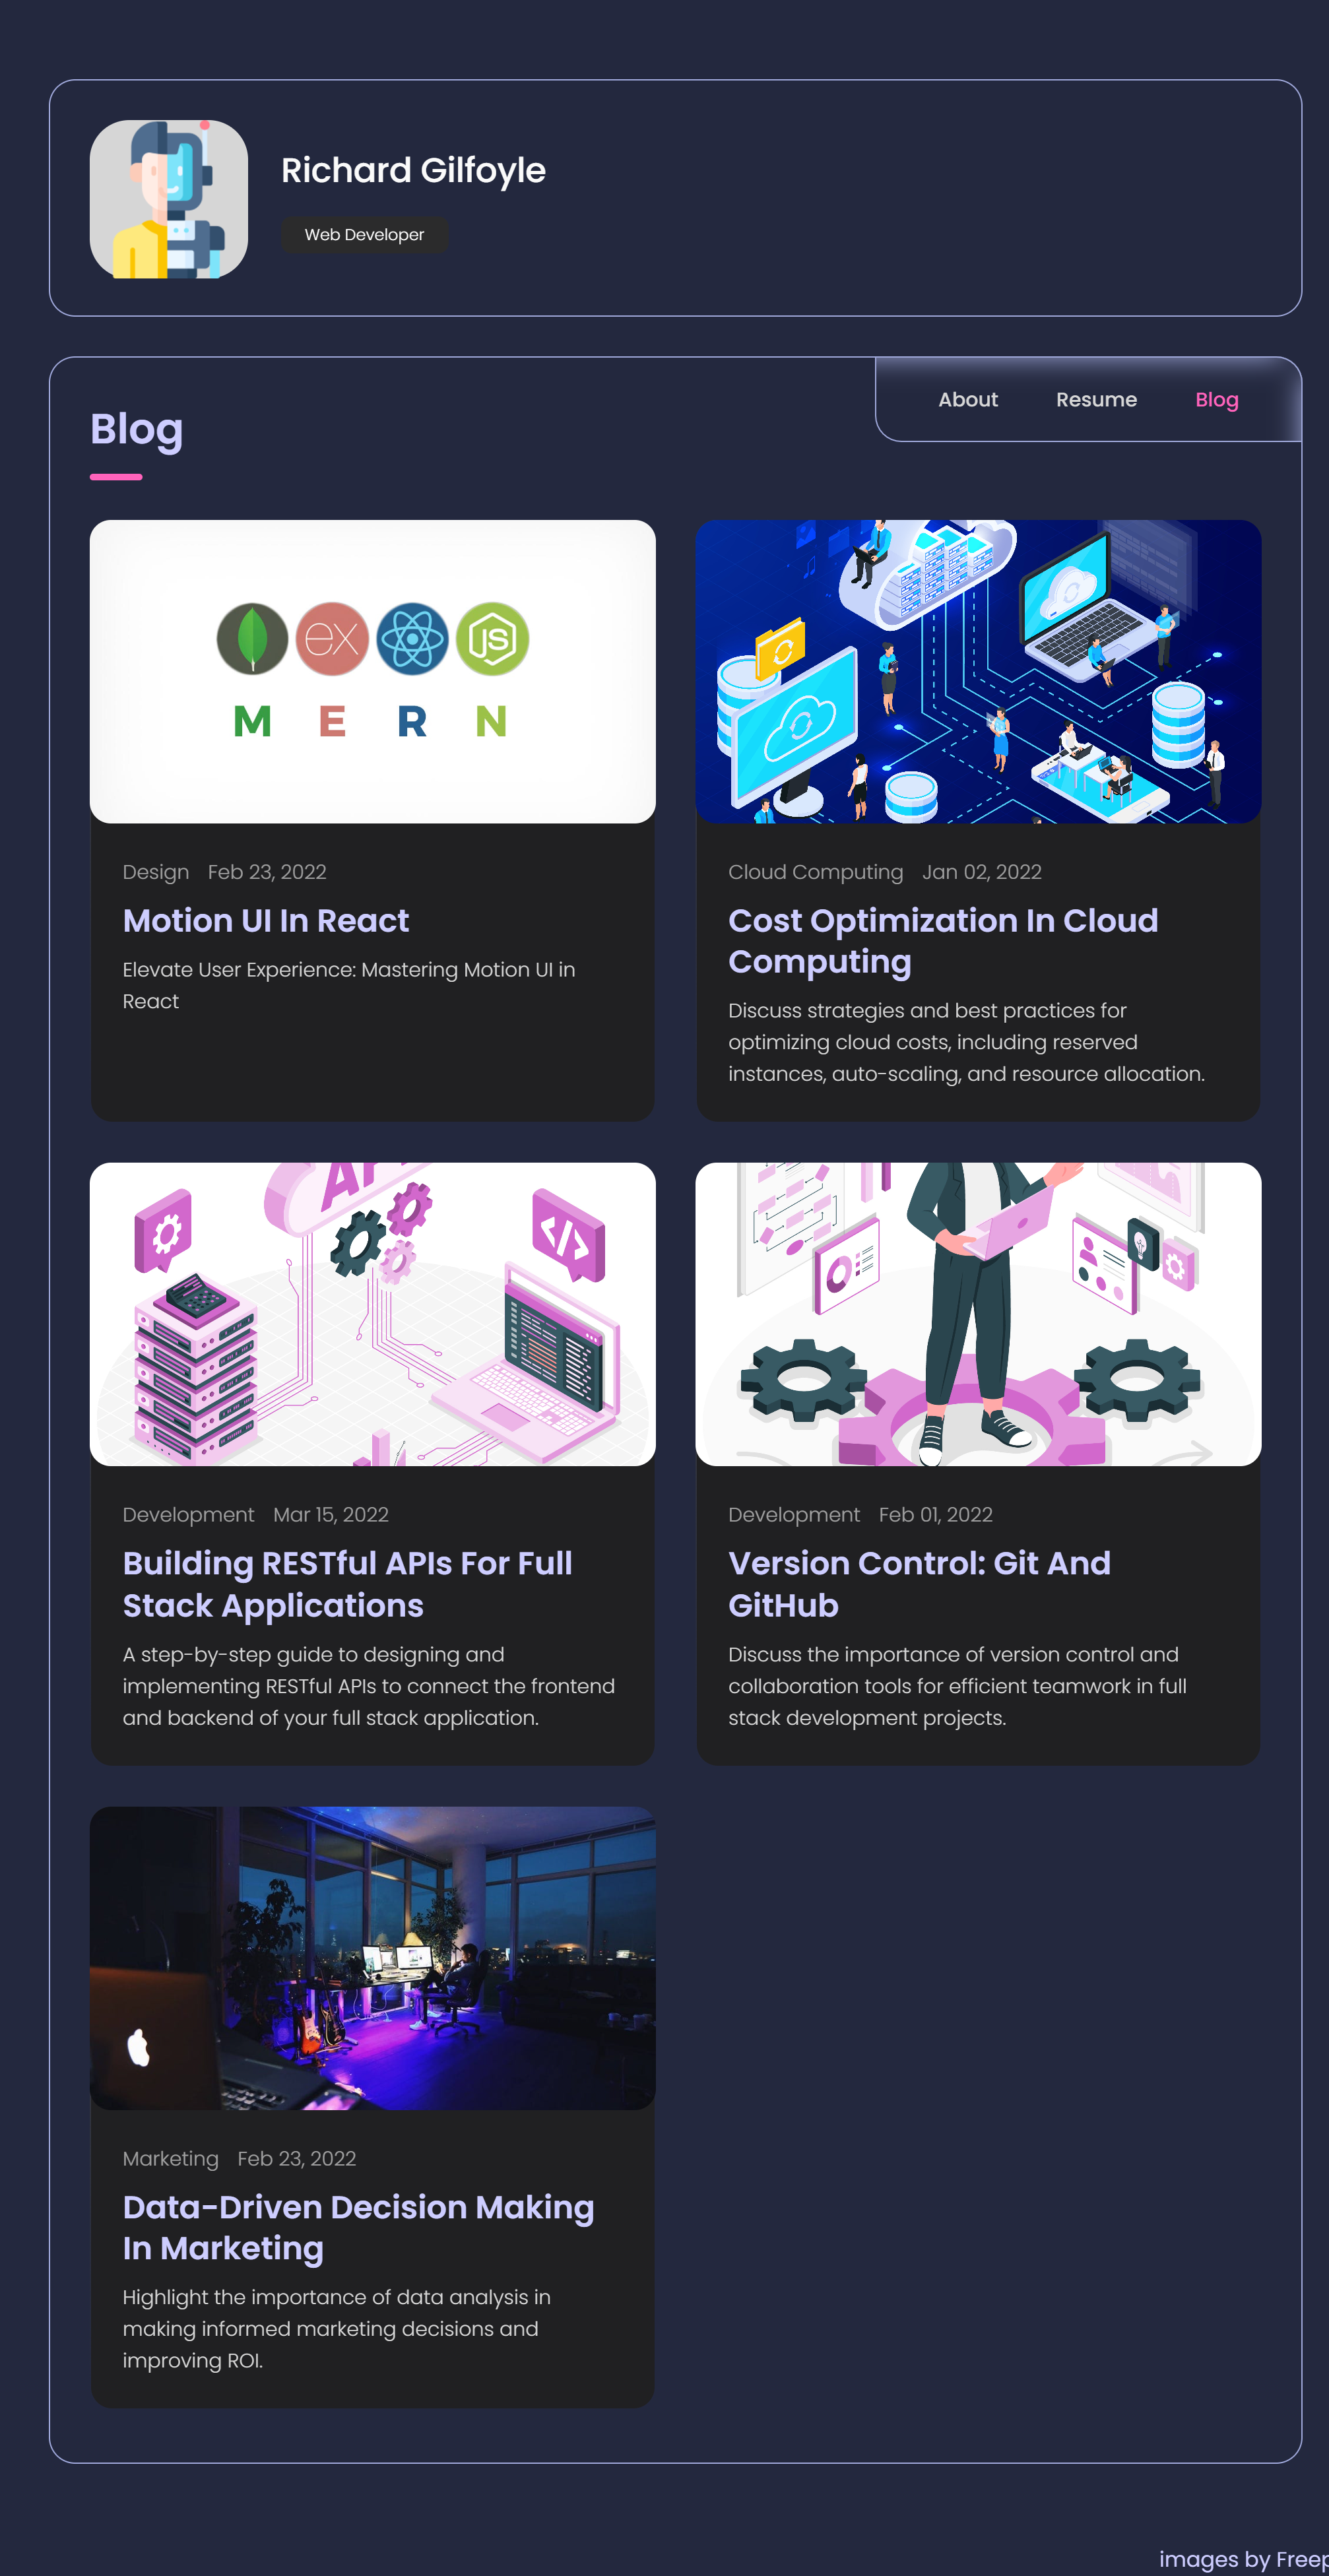 Richard Gilfoyle
Web Developer
About Resume Blog
Blog
ex
JS
M E R N
Design Feb 23, 2022
Motion UI In React
Elevate User Experience: Mastering Motion UI in
React
Cloud Computing Jan 02, 2022
Cost Optimization In Cloud
Computing
Discuss strategies and best practices for
optimizing cloud costs, including reserved
instances, auto-scaling, and resource allocation.
</>
Development Mar 15, 2022
Building RESTful APIs For Full
Stack Applications
A step-by-step guide to designing and
implementing RESTful APIs to connect the frontend
and backend of your full stack application.
Development Feb 01, 2022
Version Control: Git And
GitHub
Discuss the importance of version control and
collaboration tools for efficient teamwork in full
stack development projects.
Marketing Feb 23, 2022
Data-Driven Decision Making
In Marketing
Highlight the importance of data analysis in
making informed marketing decisions and
improving ROI.
images by